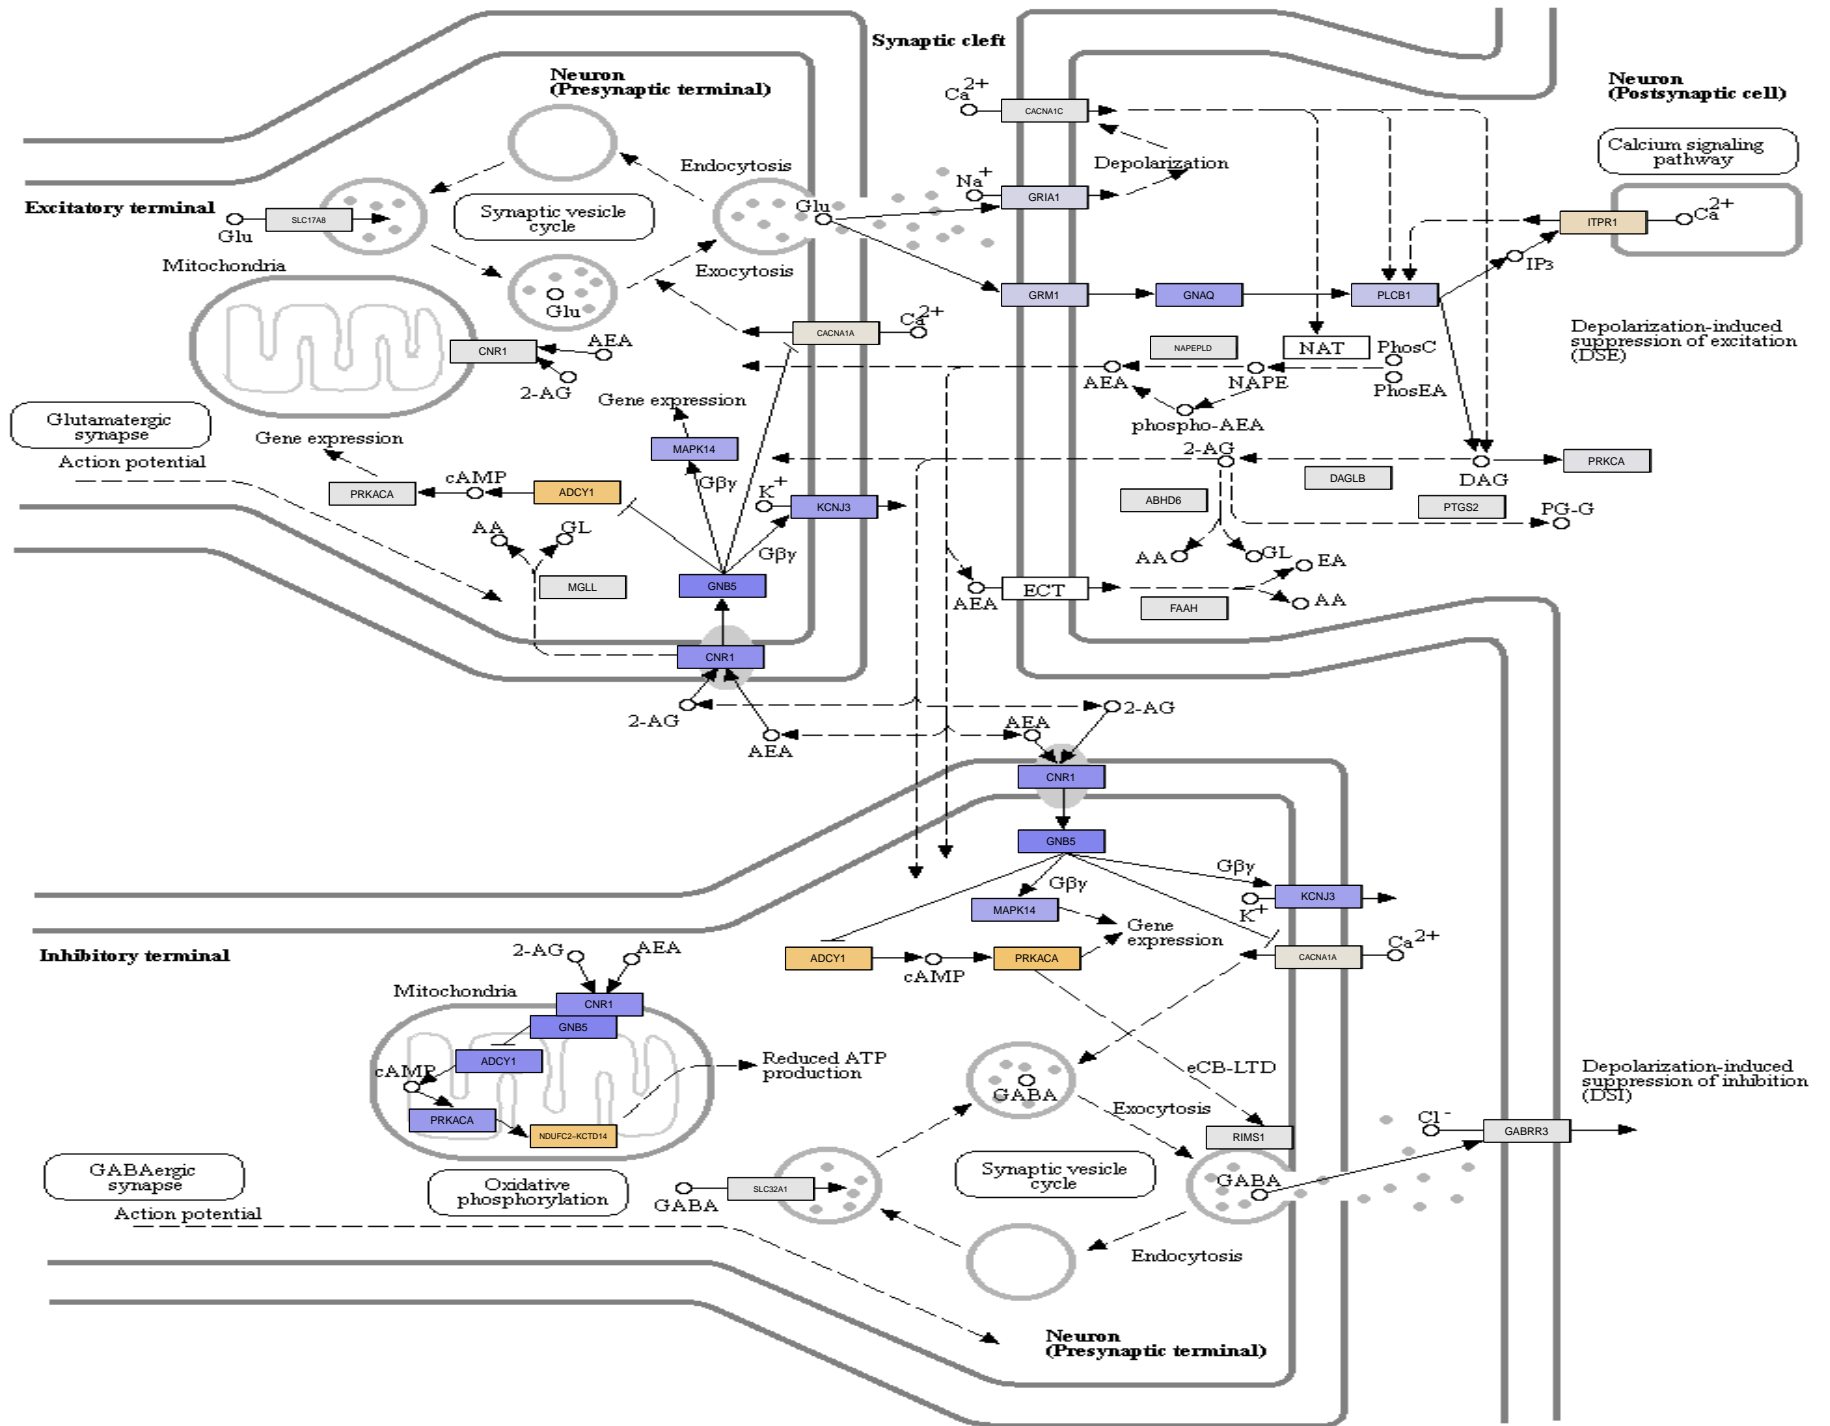 Synaptic cleft
Neuron
(Presynaptic terminal)
Neuron
(Postsynaptic cell)
Ca2+
CACNA1C
Depolarization
Calcium signaling
pathway
Endocytosis
Na+
GRIA1
Excitatory terminal
SLC17A8
Glu
Synaptic vesicle
cycle
Glu
ITPR1
Ca2+
IP3
Mitochondria
Exocytosis
Glu
GRM1
GNAQ
PLCB1
CACNA1A
Ca2+
Depolarization-induced
suppression of excitation
(DSE)
CNR1
AEA
2-AG
NAPEPLD
NAT
PhosC
PhosEA
AEA
NAPE
phospho-AEA
Gene expression
Glutamatergic
synapse
Gene expression
Action potential
MAPK14
Gβγ
2-AG
DAG
PRKCA
DAGLB
PRKACA
cAMP
ADCY1
K+
KCNJ3
ABHD6
PTGS2
PG-G
AA
GL
Gβγ
AA
GL
EA
MGLL
GNB5
AEA
ECT
FAAH
AA
CNR1
2-AG
AEA
AEA
2-AG
CNR1
GNB5
Gβγ
Gβγ
KCNJ3
K+
MAPK14
Gene
expression
Inhibitory terminal
2-AG
AEA
ADCY1
cAMP
PRKACA
CACNA1A
Ca2+
Mitochondria
CNR1
GNB5
ADCY1
cAMP
Reduced ATP
production
PRKACA
NDUFC2-KCTD14
eCB-LTD
GABA
Exocytosis
Depolarization-induced
suppression of inhibition
(DSI)
RIMS1
Cl-
GABRR3
GABAergic
synapse
Oxidative
phosphorylation
GABA
SLC32A1
Synaptic vesicle
cycle
GABA
Action potential
Endocytosis
Neuron
(Presynaptic terminal)